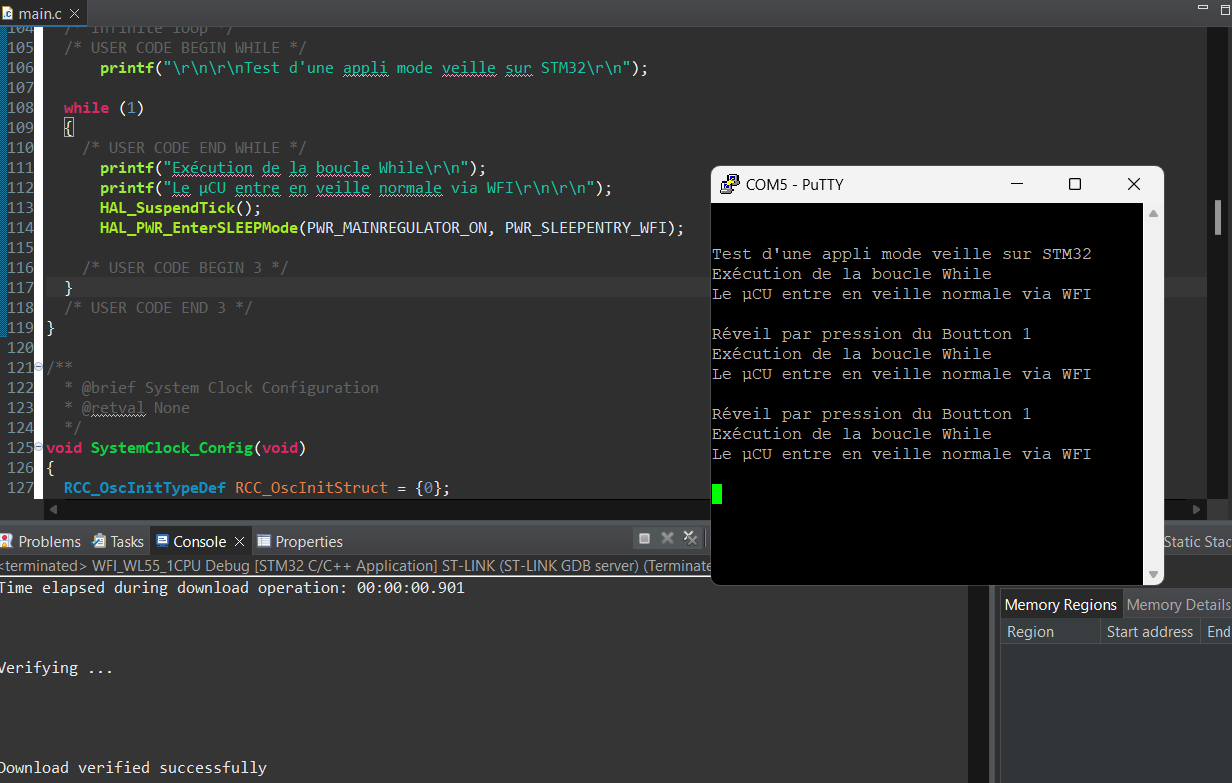 main.c
104 /* Infinite loop */
105 /* USER CODE BEGIN WHILE */
106 printf("\r\n\r\nTest d'une appli mode veille sur STM32\r\n");
107
108 while (1)
109 {
110 /* USER CODE END WHILE */
111 printf("Exécution de la boucle While\r\n");
112 printf("Le µCU entre en veille normale via WFI\r\n\r\n");
113 HAL_SuspendTick();
114 HAL_PWR_EnterSLEEPMode(PWR_MAINREGULATOR_ON, PWR_SLEEPENTRY_WFI);
115
116 /* USER CODE BEGIN 3 */
117 }
118 /* USER CODE END 3 */
119 }
120
121 /**
122 * @brief System Clock Configuration
123 * @retval None
124 */
125 void SystemClock_Config(void)
126 {
127 RCC_OscInitTypeDef RCC_OscInitStruct = {0};
COM5 - PuTTY
Test d'une appli mode veille sur STM32
Exécution de la boucle While
Le µCU entre en veille normale via WFI
Réveil par pression du Boutton 1
Exécution de la boucle While
Le µCU entre en veille normale via WFI
Réveil par pression du Boutton 1
Exécution de la boucle While
Le µCU entre en veille normale via WFI
Problems Tasks Console Properties
<terminated> WFI_WL55_1CPU Debug [STM32 C/C++ Application] ST-LINK (ST-LINK GDB server) (Terminate
Time elapsed during download operation: 00:00:00.901
Verifying ...
Download verified successfully
Static Stac
Memory Regions Memory Details
Region Start address End